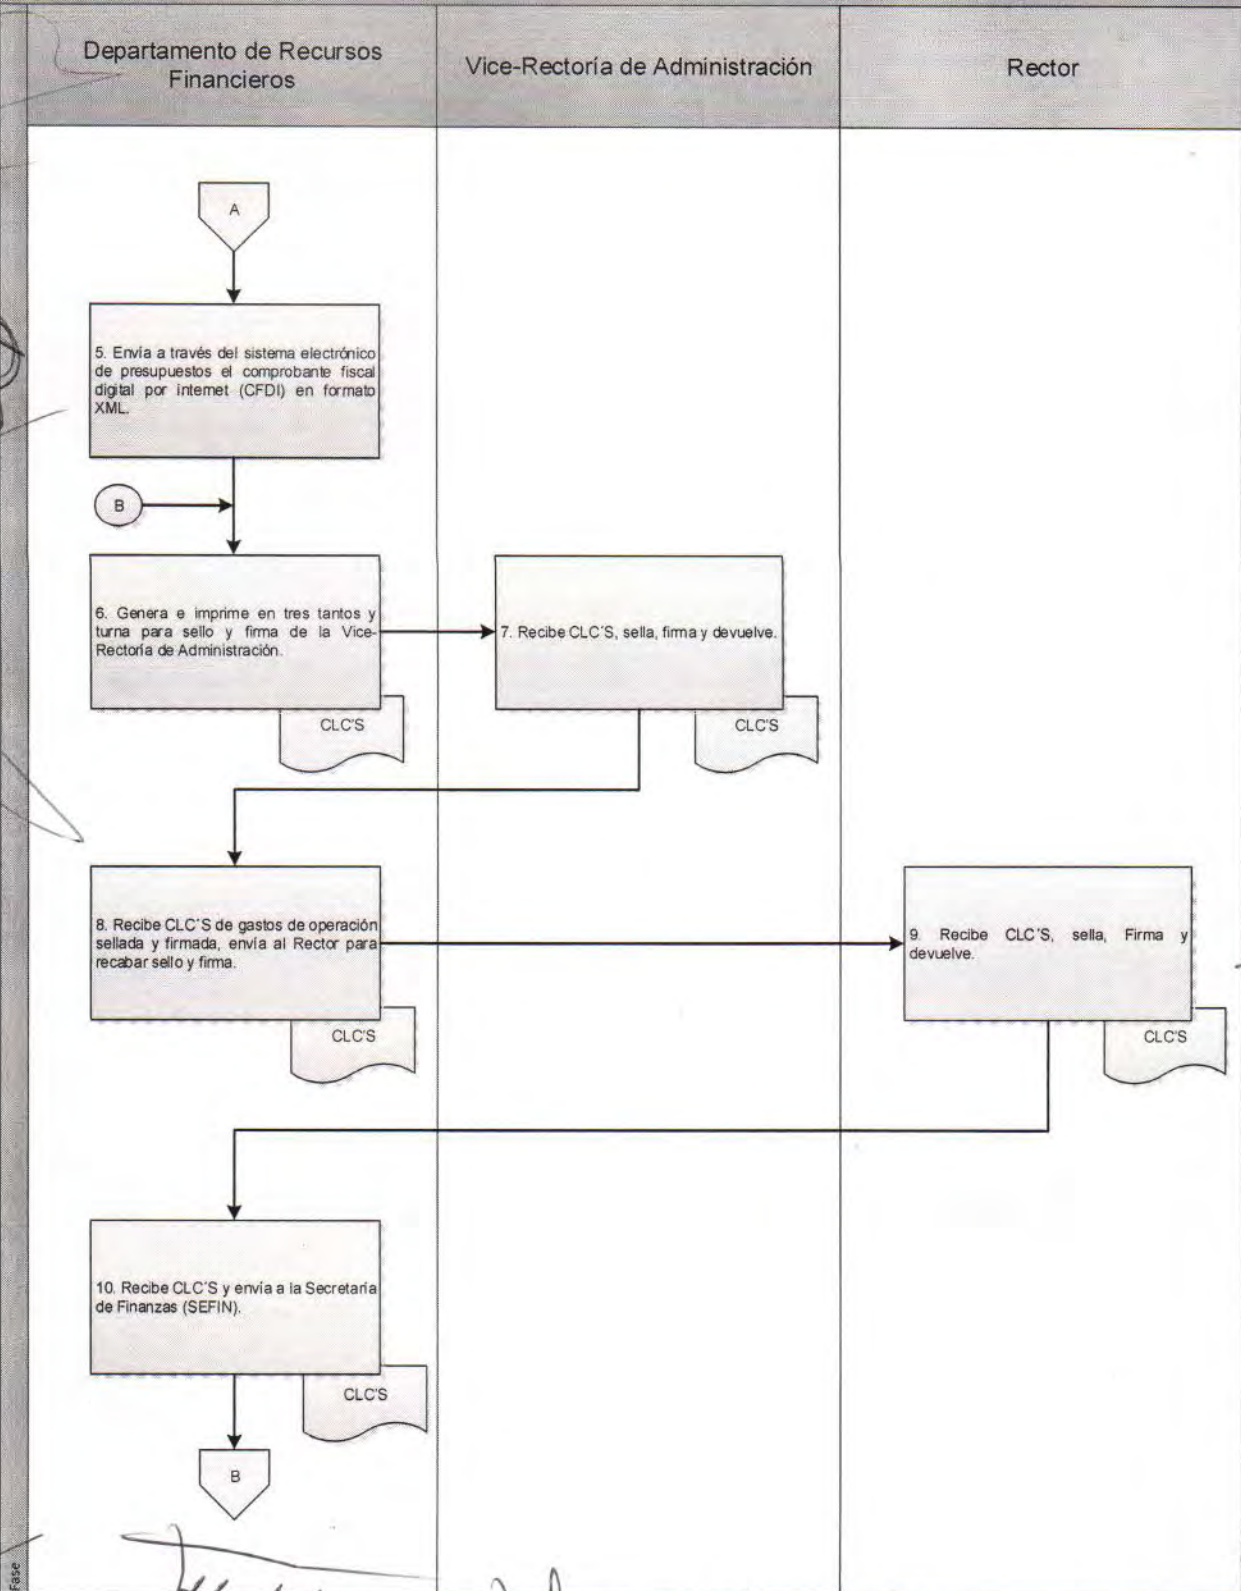 Departamento de Recursos
Financieros
Vice-Rectoría de Administración
Rector
A
5. Envía a través del sistema electrónico
de presupuestos el comprobante fiscal
digital por internet (CFDI) en formato
XML.
B
6. Genera e imprime en tres tantos y
turna para sello y firma de la Vice-
Rectoría de Administración.
CLC'S
7. Recibe CLC'S, sella, firma y devuelve.
CLC'S
8. Recibe CLC'S de gastos de operación
sellada y firmada, envía al Rector para
recabar sello y firma.
CLC'S
9. Recibe CLC'S, sella, Firma y
devuelve.
CLC'S
10. Recibe CLC'S y envía a la Secretaría
de Finanzas (SEFIN).
CLC'S
B
Fase